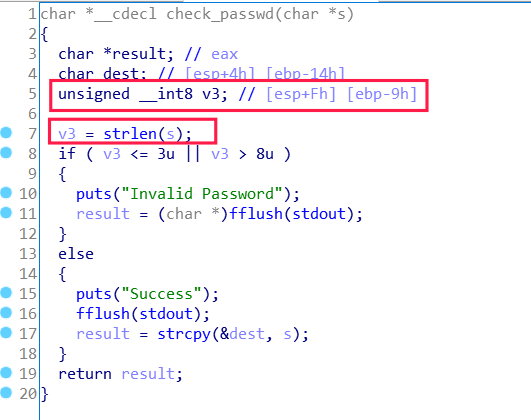 1 char *__cdecl check_passwd(char *s)
2 {
3 char *result; // eax
4 char dest; // [esp+4h] [ebp-14h]
5 unsigned __int8 v3; // [esp+Fh] [ebp-9h]
6
7 v3 = strlen(s);
8 if ( v3 <= 3u || v3 > 8u )
9 {
10 puts("Invalid Password");
11 result = (char *)fflush(stdout);
12 }
13 else
14 {
15 puts("Success");
16 fflush(stdout);
17 result = strcpy(&dest, s);
18 }
19 return result;
20 }